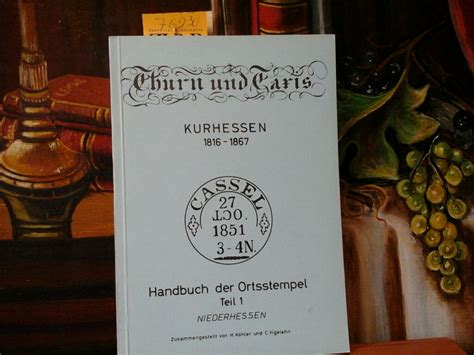 76930
Thurn und Taxis
KURHESSEN
1816 - 1867
CASSEL
27
OCT.
1851
3-4N.
Handbuch der Ortsstempel
Teil 1
NIEDERHESSEN
Zusammengestellt von H. Köhler und C. Vigelahn